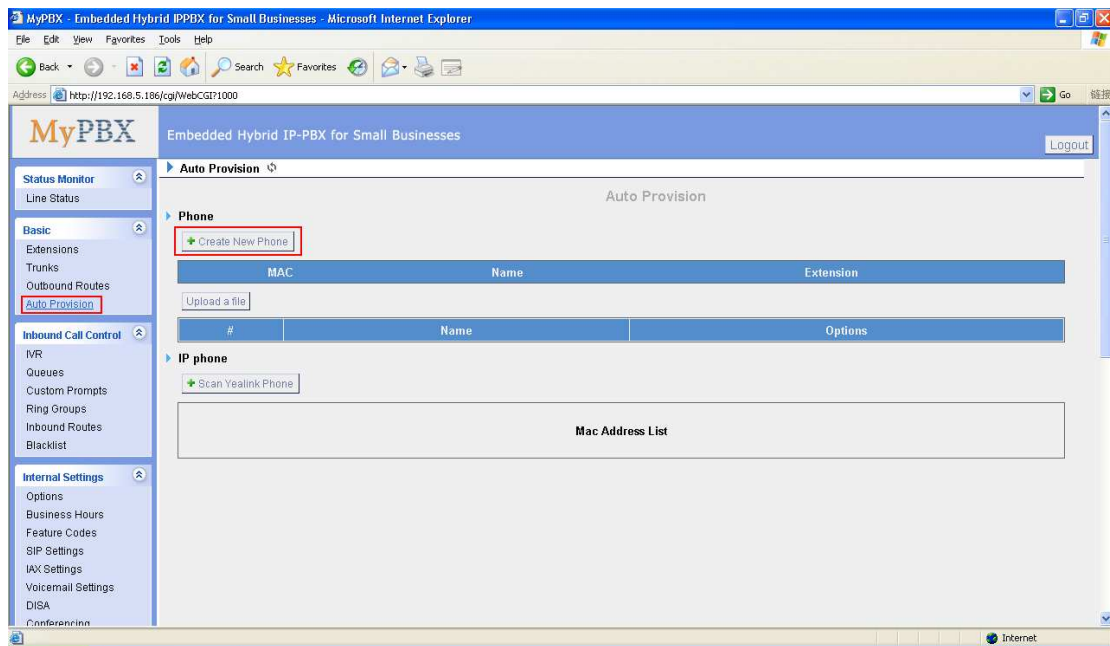 MyPBX - Embedded Hybrid IPPBX for Small Businesses - Microsoft Internet Explorer
File Edit View Favorites Tools Help
Back Search Favorites
Address http://192.168.5.186/cgi/WebCGI?1000 Go 链接
MyPBX Embedded Hybrid IP-PBX for Small Businesses
Logout
Status Monitor
Line Status
Basic
Extensions
Trunks
Outbound Routes
Auto Provision
Inbound Call Control
IVR
Queues
Custom Prompts
Ring Groups
Inbound Routes
Blacklist
Internal Settings
Options
Business Hours
Feature Codes
SIP Settings
IAX Settings
Voicemail Settings
DISA
Conferencing
Auto Provision
Auto Provision
Phone
Create New Phone
MAC Name Extension
Upload a file
# Name Options
IP phone
Scan Yealink Phone
Mac Address List
Internet